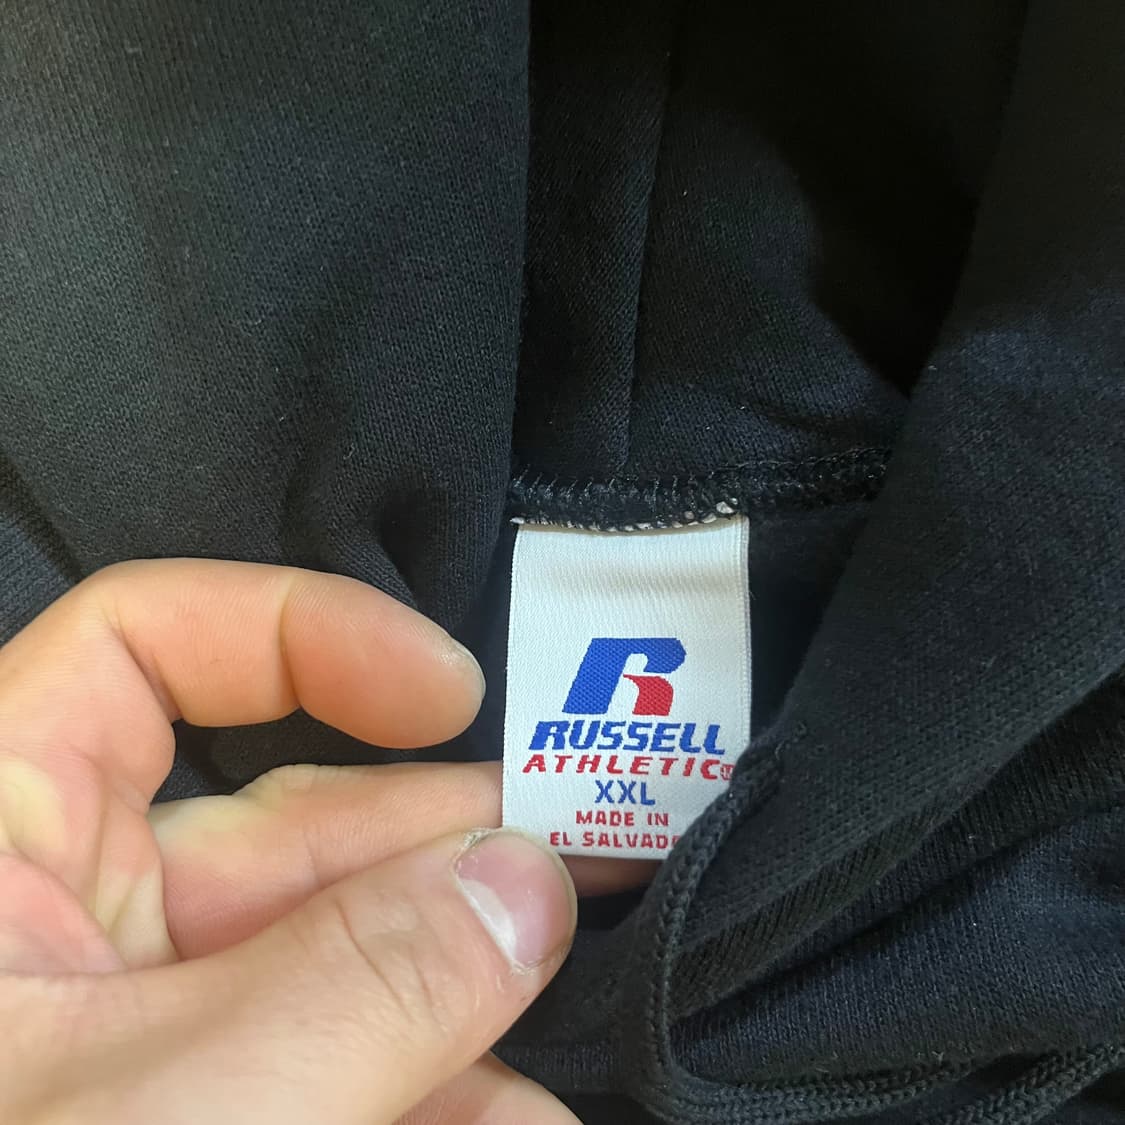 R
RUSSELL
ATHLETIC®
XXL
MADE IN
EL SALVADO